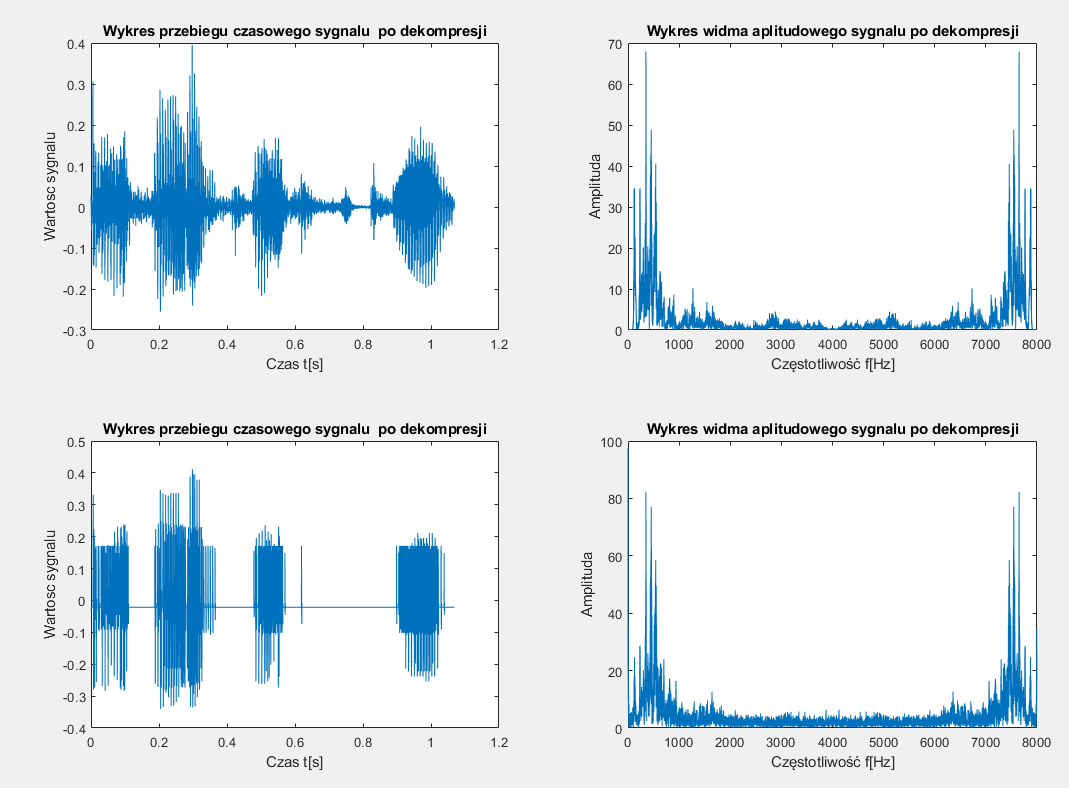 Wykres przebiegu czasowego sygnalu  po dekompresji
0.4
0.3
0.2
0.1
0
-0.1
-0.2
-0.3
Wartosc sygnalu
0 0.2 0.4 0.6 0.8 1 1.2
Czas t[s]
Wykres widma aplitudowego sygnalu po dekompresji
70
60
50
40
30
20
10
0
Amplituda
0 1000 2000 3000 4000 5000 6000 7000 8000
Częstotliwość f[Hz]
Wykres przebiegu czasowego sygnalu  po dekompresji
0.5
0.4
0.3
0.2
0.1
0
-0.1
-0.2
-0.3
-0.4
Wartosc sygnalu
0 0.2 0.4 0.6 0.8 1 1.2
Czas t[s]
Wykres widma aplitudowego sygnalu po dekompresji
100
80
60
40
20
0
Amplituda
0 1000 2000 3000 4000 5000 6000 7000 8000
Częstotliwość f[Hz]